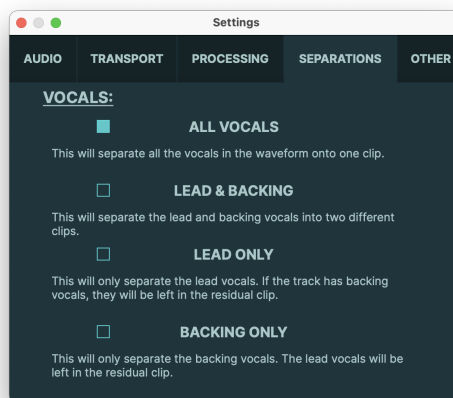 Settings
AUDIO TRANSPORT PROCESSING SEPARATIONS OTHER
VOCALS:
ALL VOCALS
This will separate all the vocals in the waveform onto one clip.
LEAD & BACKING
This will separate the lead and backing vocals into two different
clips.
LEAD ONLY
This will only separate the lead vocals. If the track has backing
vocals, they will be left in the residual clip.
BACKING ONLY
This will only separate the backing vocals. The lead vocals will be
left in the residual clip.